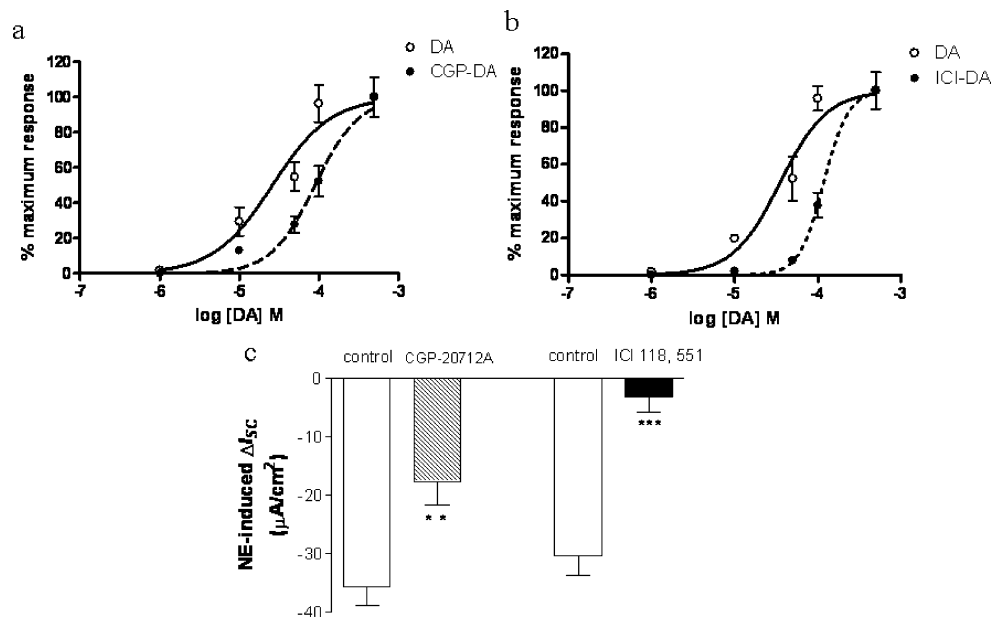 a
DA
CGP-DA
% maximum response
120
100
80
60
40
20
0
-7
-6
-5
-4
-3
log [DA] M
b
DA
ICI-DA
% maximum response
120
100
80
60
40
20
0
-7
-6
-5
-4
-3
log [DA] M
c
control
CGP-20712A
control
ICI 118, 551
NE-induced ΔISC
(μA/cm²)
0
-10
-20
-30
-40
* *
***